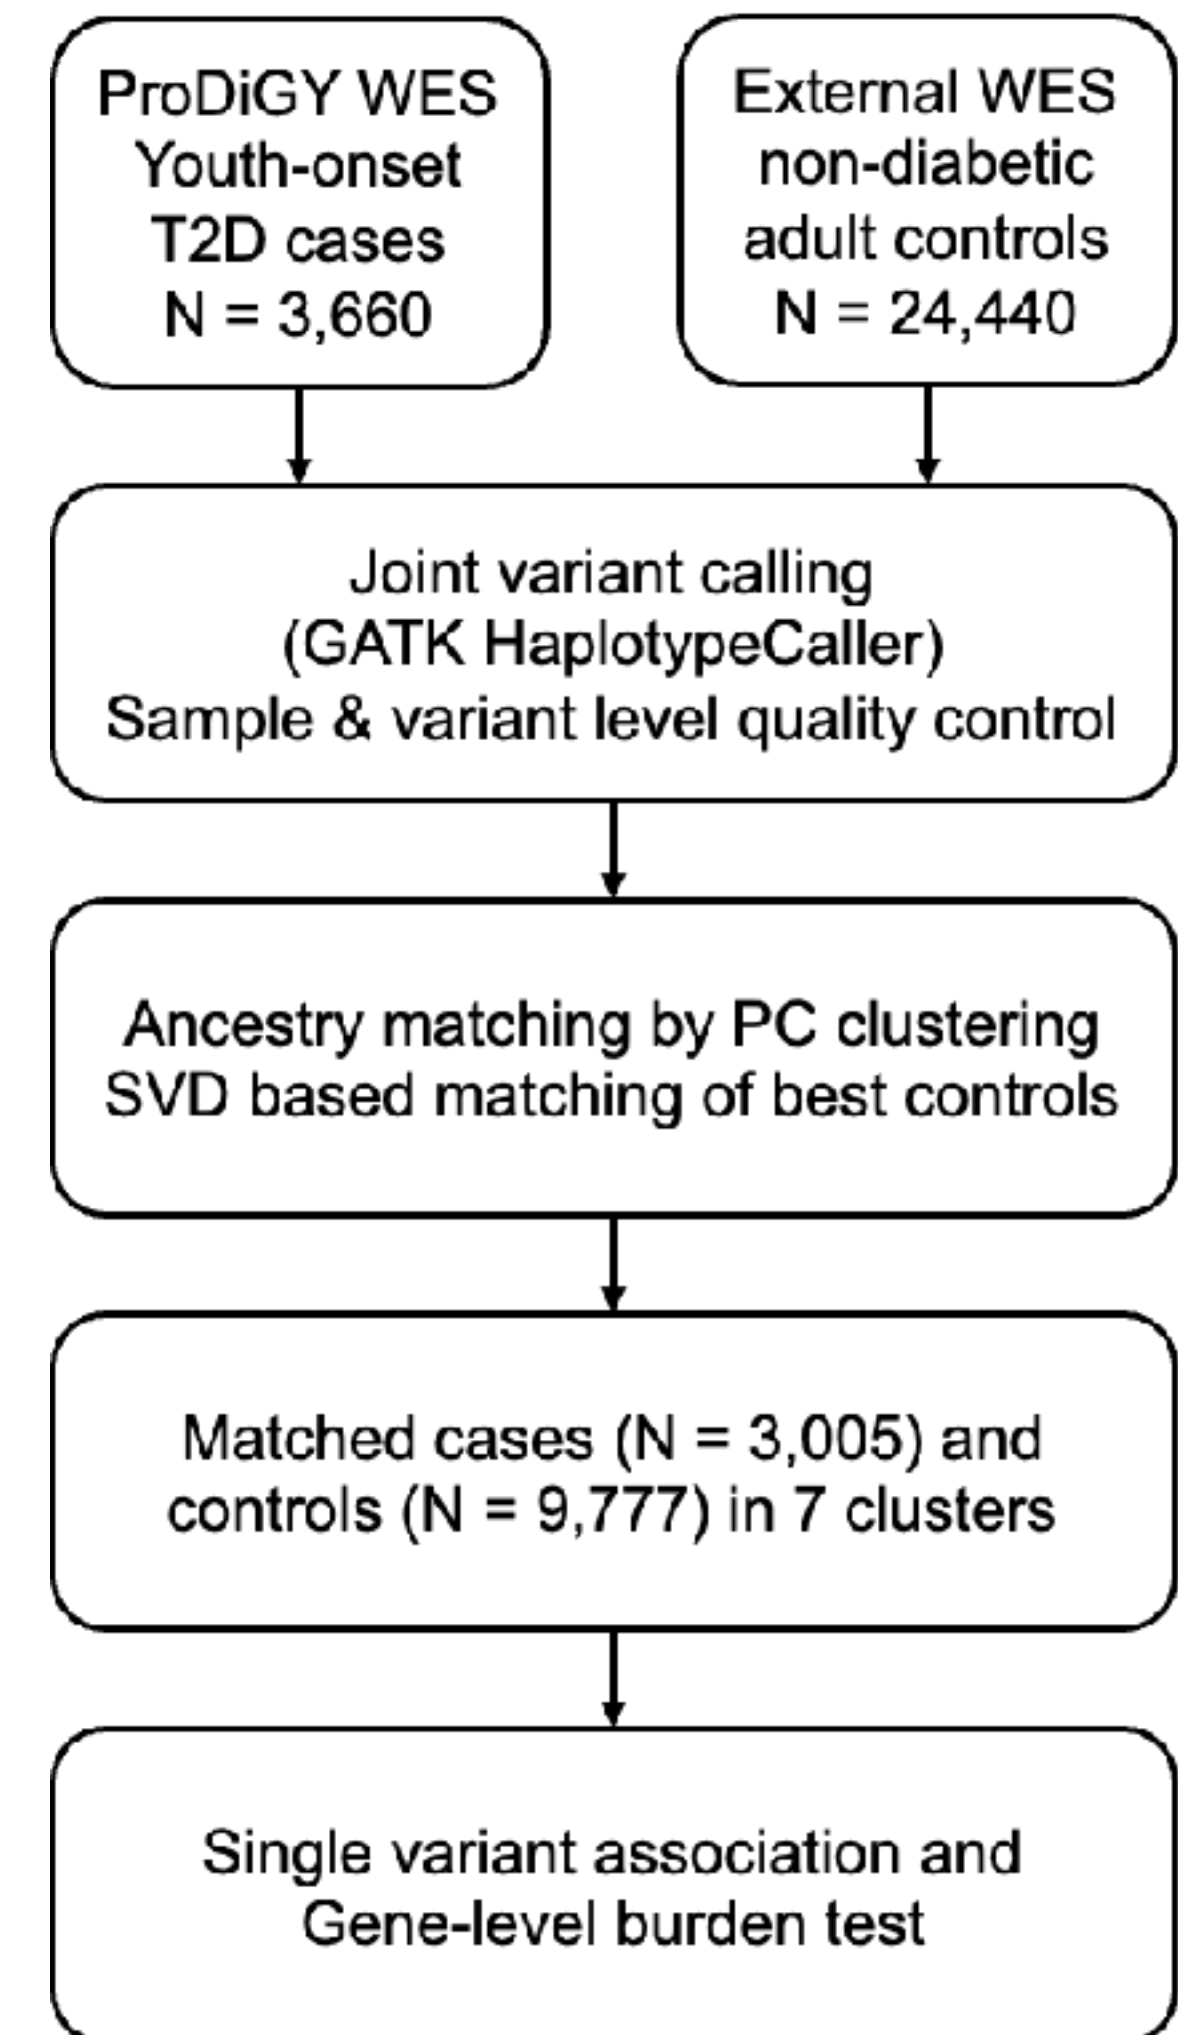 ProDiGY WES
Youth-onset
T2D cases
N = 3,660
External WES
non-diabetic
adult controls
N = 24,440
Joint variant calling
(GATK HaplotypeCaller)
Sample & variant level quality control
Ancestry matching by PC clustering
SVD based matching of best controls
Matched cases (N = 3,005) and
controls (N = 9,777) in 7 clusters
Single variant association and
Gene-level burden test